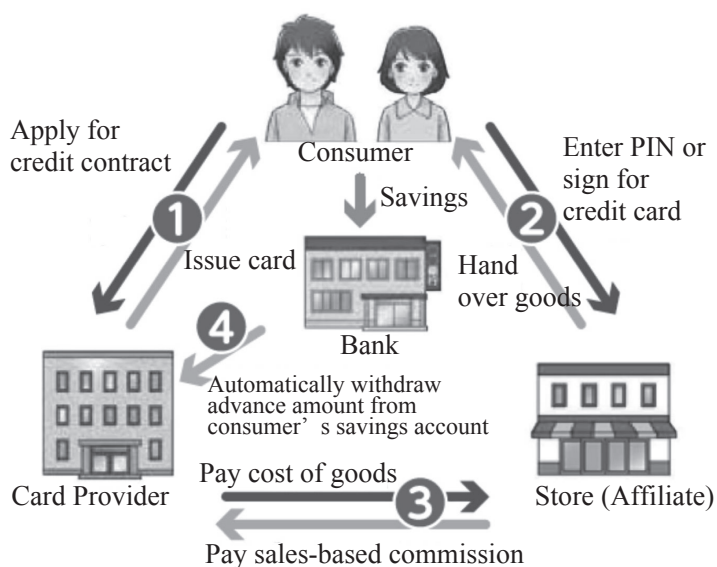 Consumer
Apply for
credit contract
1
Issue card
Savings
Enter PIN or
sign for
credit card
2
Hand
over goods
Bank
4
Automatically withdraw
advance amount from
consumer’ s savings account
Card Provider
Pay cost of goods
3
Pay sales-based commission
Store (Affiliate)